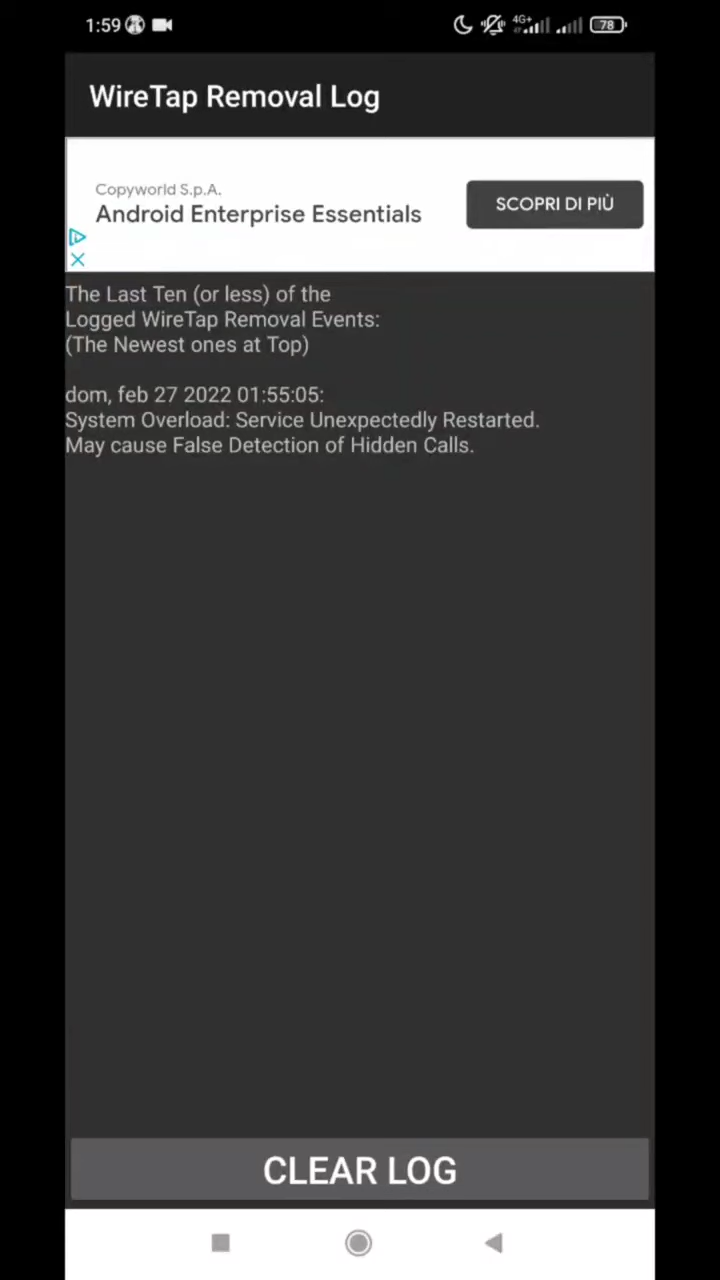 1:59 4G+ 78
WireTap Removal Log
Copyworld S.p.A.
Android Enterprise Essentials
SCOPRI DI PIÙ
The Last Ten (or less) of the
Logged WireTap Removal Events:
(The Newest ones at Top)
dom, feb 27 2022 01:55:05:
System Overload: Service Unexpectedly Restarted.
May cause False Detection of Hidden Calls.
CLEAR LOG